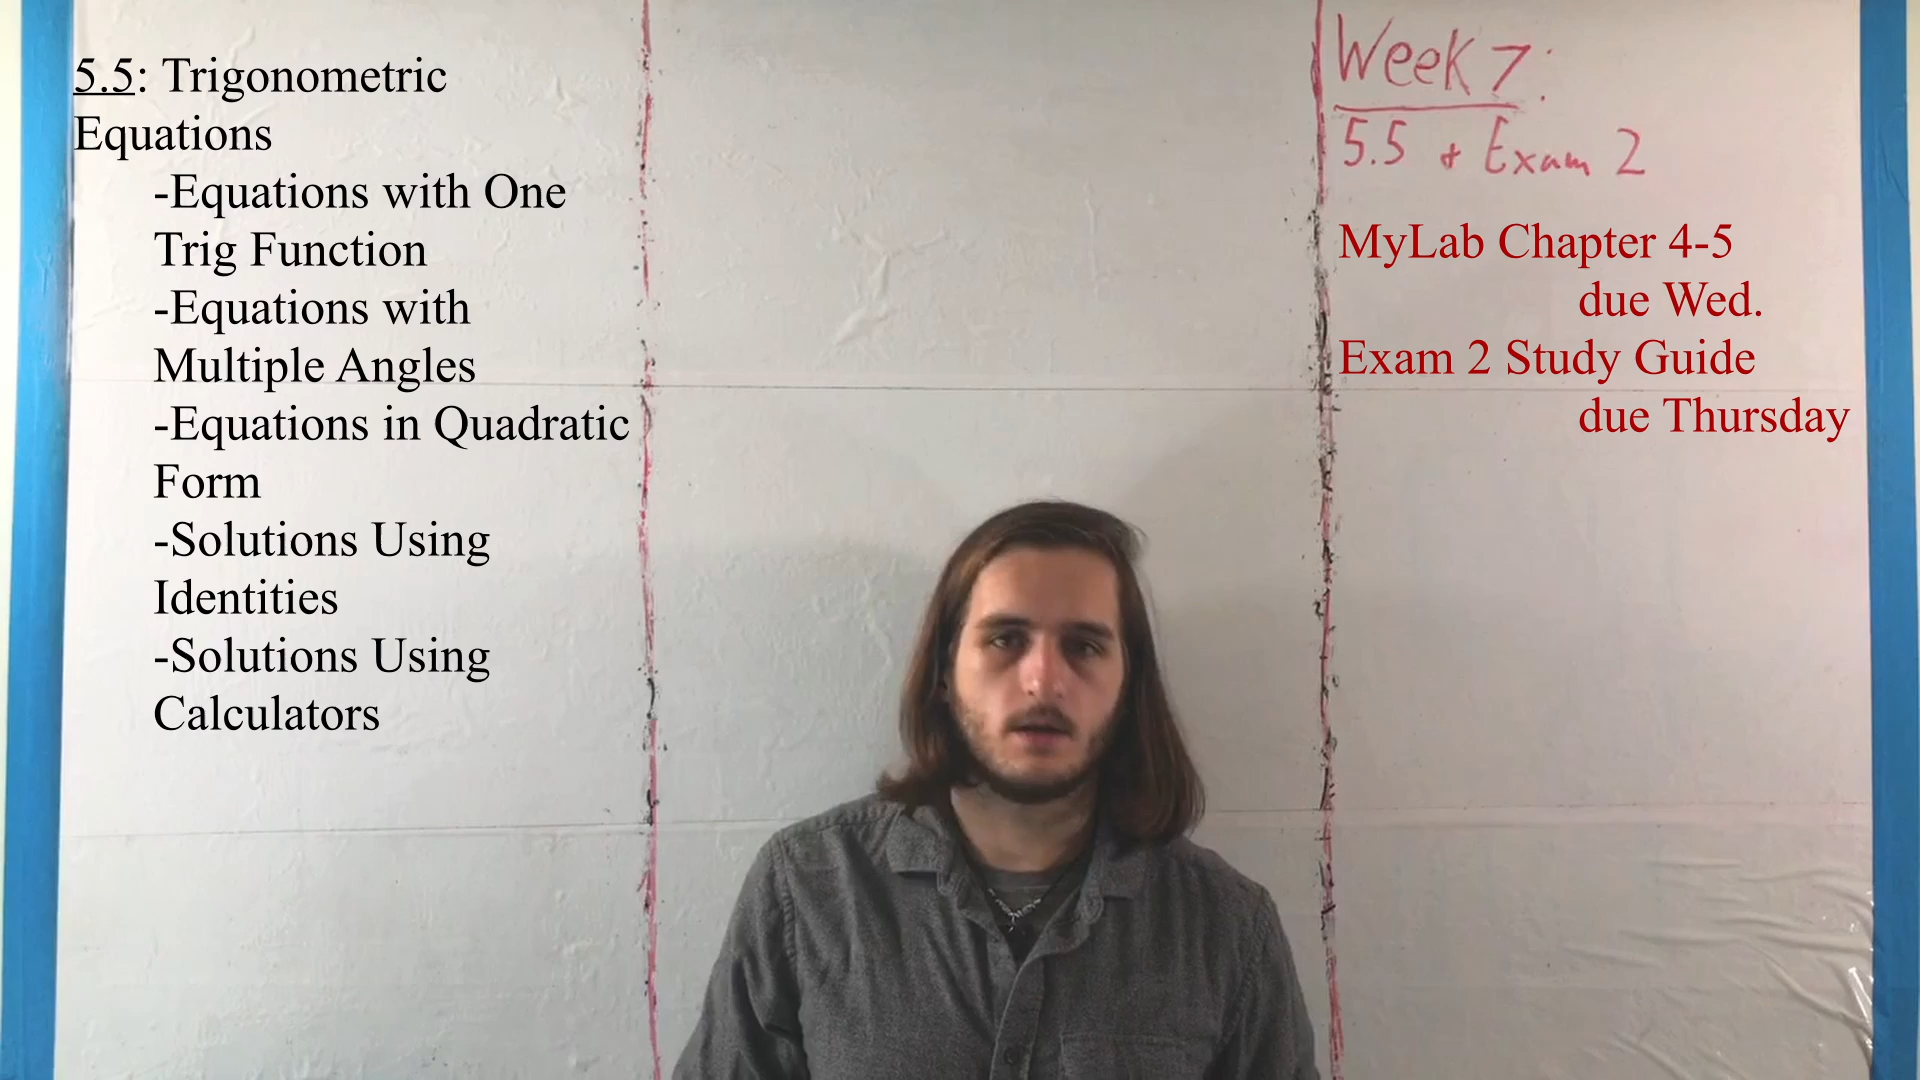 5.5: Trigonometric
Equations
-Equations with One
Trig Function
-Equations with
Multiple Angles
-Equations in Quadratic
Form
-Solutions Using
Identities
-Solutions Using
Calculators
Week 7:
5.5 + Exam 2
MyLab Chapter 4-5
due Wed.
Exam 2 Study Guide
due Thursday